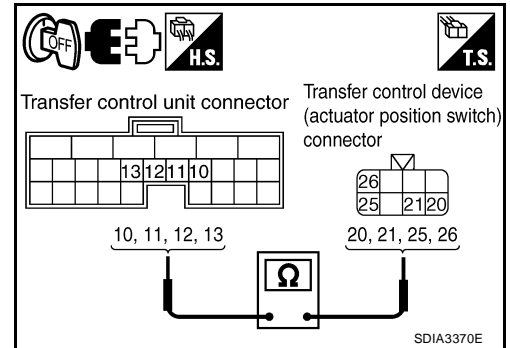 OFF
H.S.
T.S.
Transfer control unit connector
Transfer control device
(actuator position switch)
connector
13 12 11 10
26
25 21 20
10, 11, 12, 13
20, 21, 25, 26
Ω
SDIA3370E